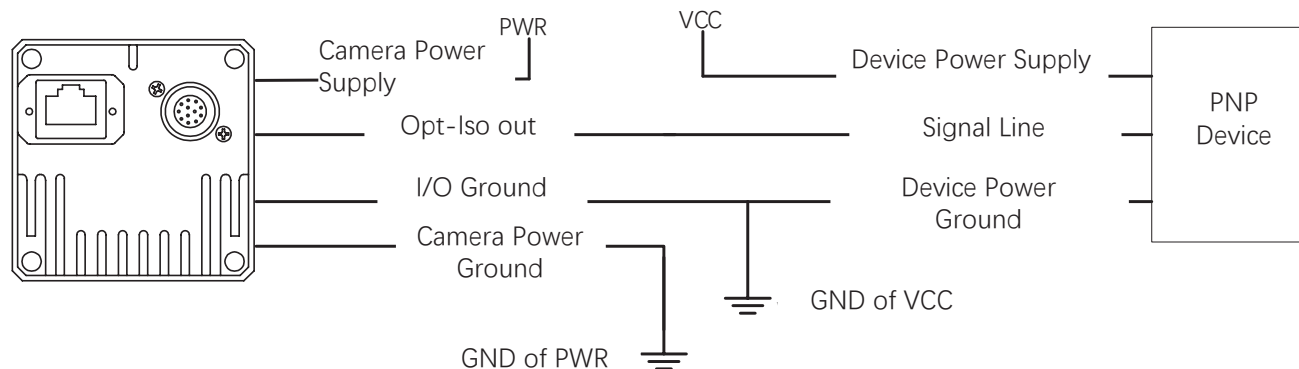 PWR
VCC
Camera Power
Supply
Device Power Supply
PNP
Device
Opt-Iso out
Signal Line
I/O Ground
Device Power
Ground
Camera Power
Ground
GND of VCC
GND of PWR